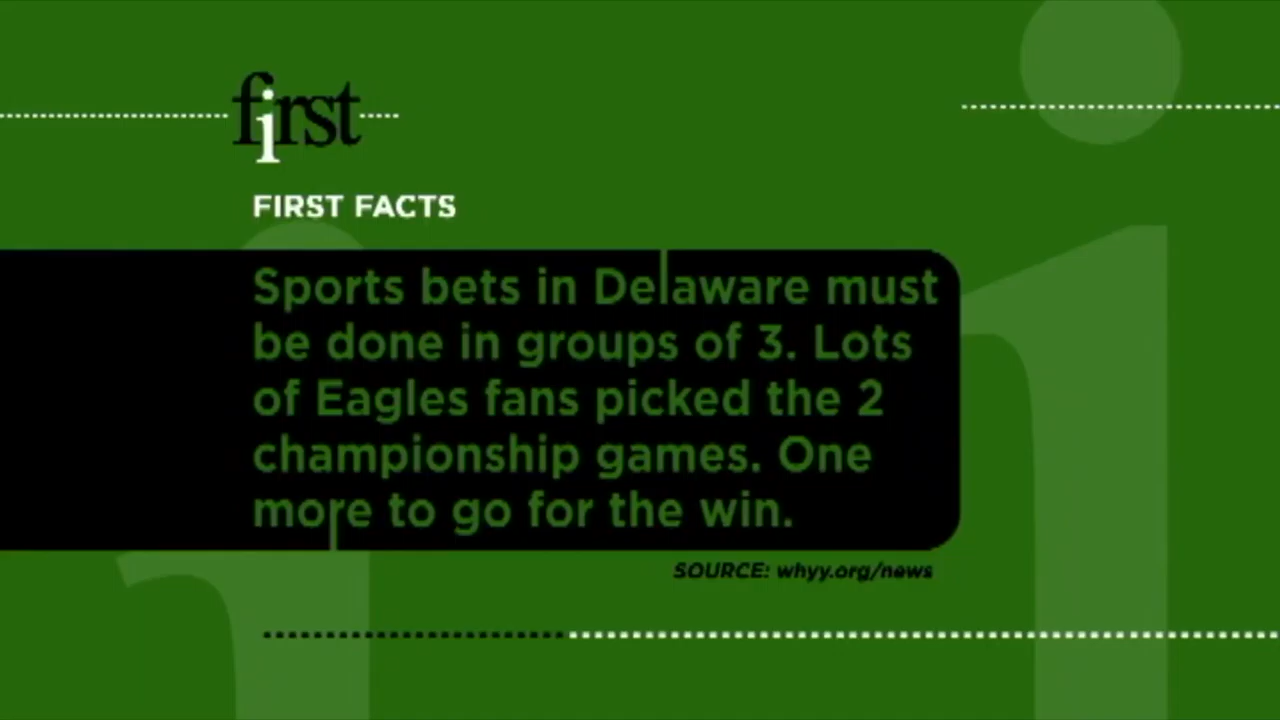 first
FIRST FACTS
Sports bets in Delaware must
be done in groups of 3. Lots
of Eagles fans picked the 2
championship games. One
more to go for the win.
SOURCE: whyy.org/news